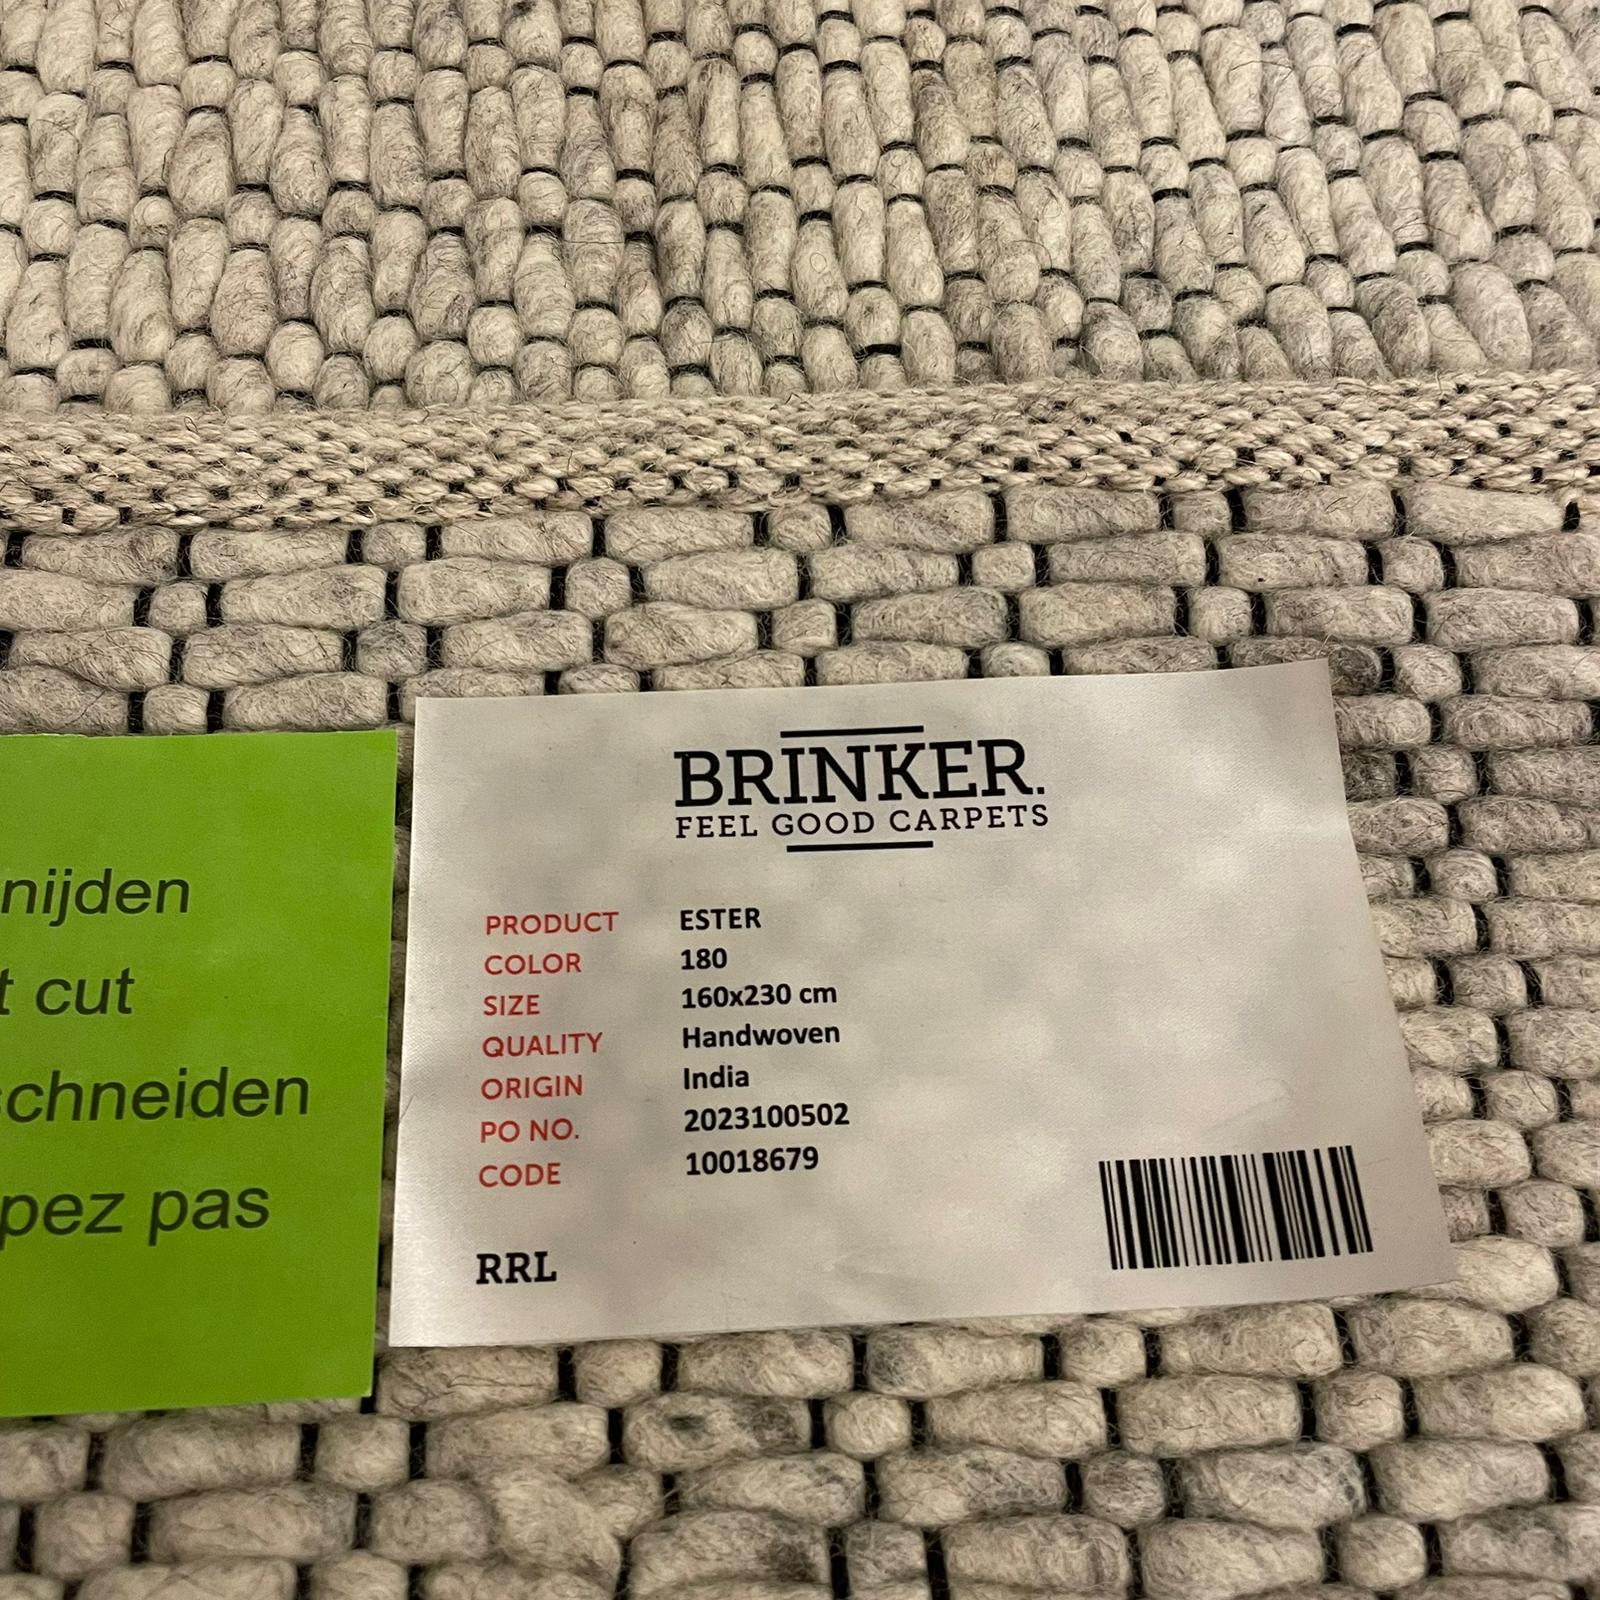 BRINKER.
FEEL GOOD CARPETS
PRODUCT ESTER
COLOR 180
SIZE 160x230 cm
QUALITY Handwoven
ORIGIN India
PO NO. 2023100502
CODE 10018679
RRL
nijden
t cut
schneiden
pez pas